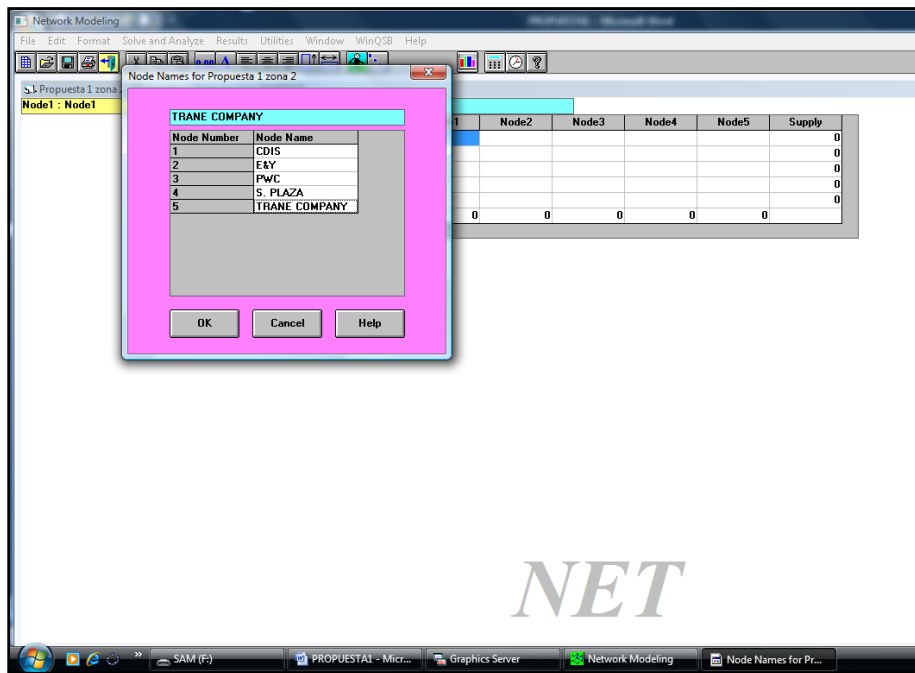 Network Modeling
File Edit Format Solve and Analyze Results Utilities Window WinQSB Help
0.00 A
Node Names for Propuesta 1 zona 2
Propuesta 1 zona
Node1 : Node1
TRANE COMPANY
Node Number Node Name
1 CDIS
2 E&Y
3 PWC
4 S. PLAZA
5 TRANE COMPANY
OK Cancel Help
1 Node2 Node3 Node4 Node5 Supply
0
0
0
0
0
0 0 0 0 0
NET
SAM (F:) PROPUESTA1 - Micr... Graphics Server Network Modeling Node Names for Pr...